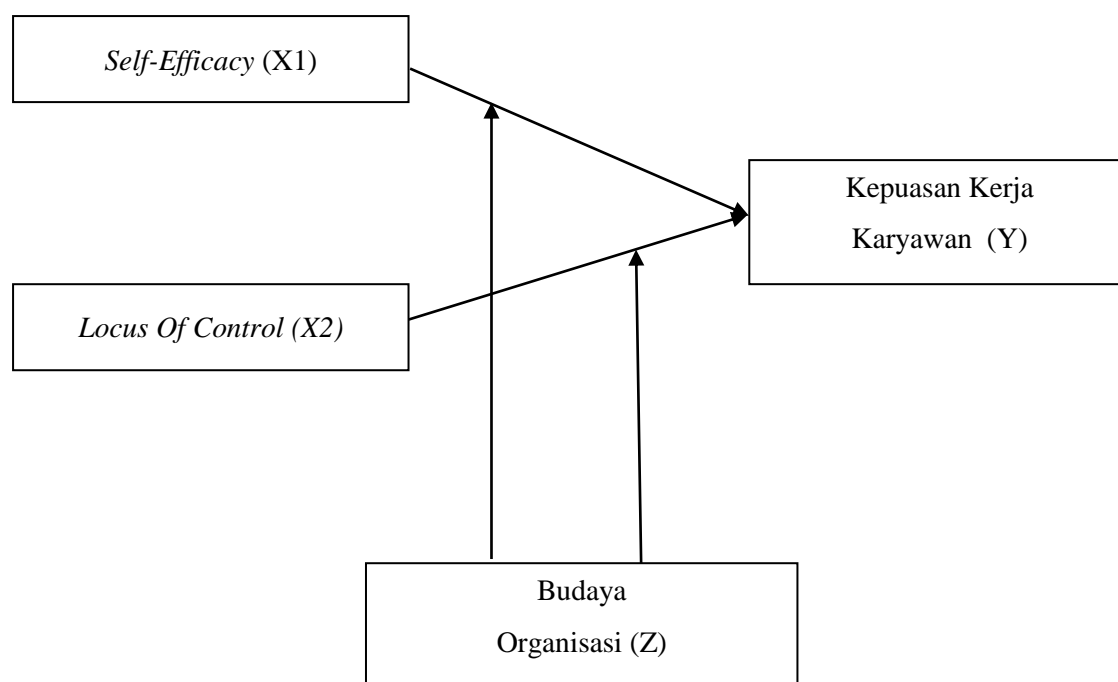 Self-Efficacy (X1)
Kepuasan Kerja
Karyawan (Y)
Locus Of Control (X2)
Budaya
Organisasi (Z)